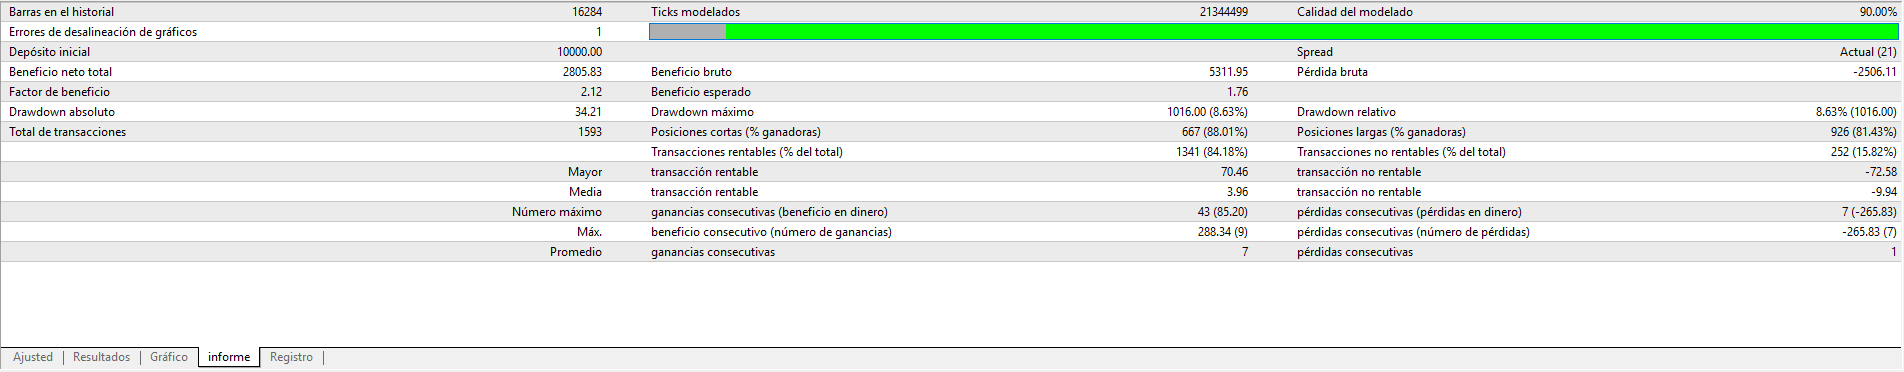 Barras en el historial 16284 Ticks modelados 21344499 Calidad del modelado 90.00%
Errores de desalineación de gráficos 1
Depósito inicial 10000.00 Spread Actual (21)
Beneficio neto total 2805.83 Beneficio bruto 5311.95 Pérdida bruta -2506.11
Factor de beneficio 2.12 Beneficio esperado 1.76
Drawdown absoluto 34.21 Drawdown máximo 1016.00 (8.63%) Drawdown relativo 8.63% (1016.00)
Total de transacciones 1593 Posiciones cortas (% ganadoras) 667 (88.01%) Posiciones largas (% ganadoras) 926 (81.43%)
Transacciones rentables (% del total) 1341 (84.18%) Transacciones no rentables (% del total) 252 (15.82%)
Mayor transacción rentable 70.46 transacción no rentable -72.58
Media transacción rentable 3.96 transacción no rentable -9.94
Número máximo ganancias consecutivas (beneficio en dinero) 43 (85.20) pérdidas consecutivas (pérdidas en dinero) 7 (-265.83)
Máx. beneficio consecutivo (número de ganancias) 288.34 (9) pérdidas consecutivas (número de pérdidas) -265.83 (7)
Promedio ganancias consecutivas 7 pérdidas consecutivas 1
Ajusted Resultados Gráfico informe Registro